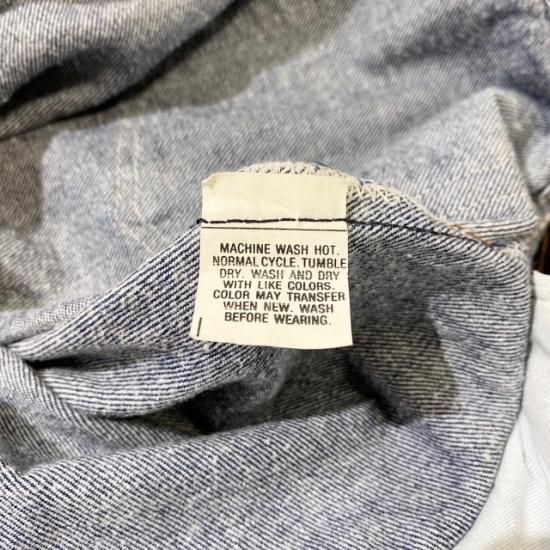 MACHINE WASH HOT.
NORMAL CYCLE. TUMBLE
DRY. WASH AND DRY
WITH LIKE COLORS.
COLOR MAY TRANSFER
WHEN NEW. WASH
BEFORE WEARING.